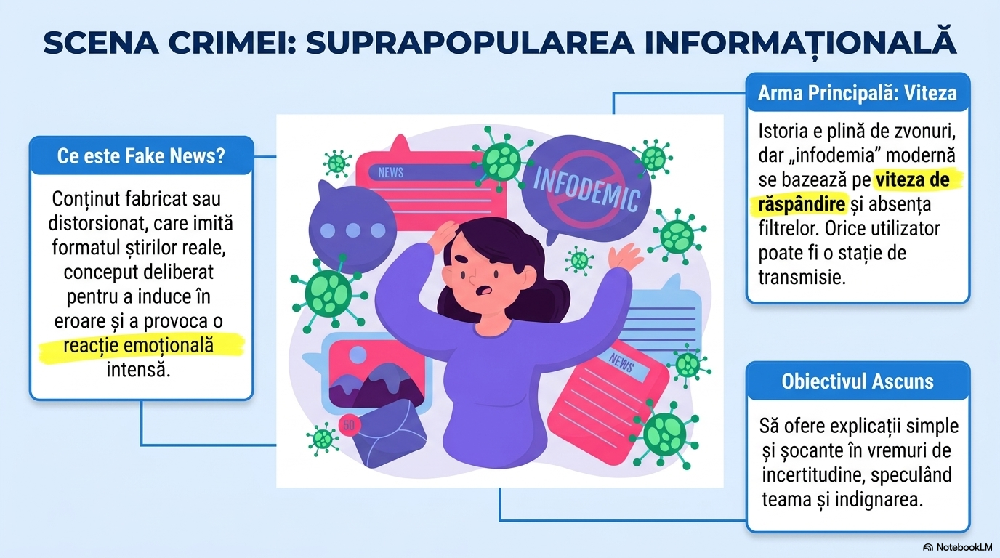 SCENA CRIMEI: SUPRAPOPULAREA INFORMAȚIONALĂ
Ce este Fake News?
Conținut fabricat sau
distorsionat, care imită
formatul știrilor reale,
conceput deliberat
pentru a induce în
eroare și a provoca o
reacție emoțională
intensă.
NEWS
INFODEMIC
NEWS
50
Arma Principală: Viteza
Istoria e plină de zvonuri,
dar „infodemia” modernă
se bazează pe viteza de
răspândire și absența
filtrelor. Orice utilizator
poate fi o stație de
transmisie.
Obiectivul Ascuns
Să ofere explicații simple
și șocante în vremuri de
incertitudine, speculând
teama și indignarea.
NotebookLM